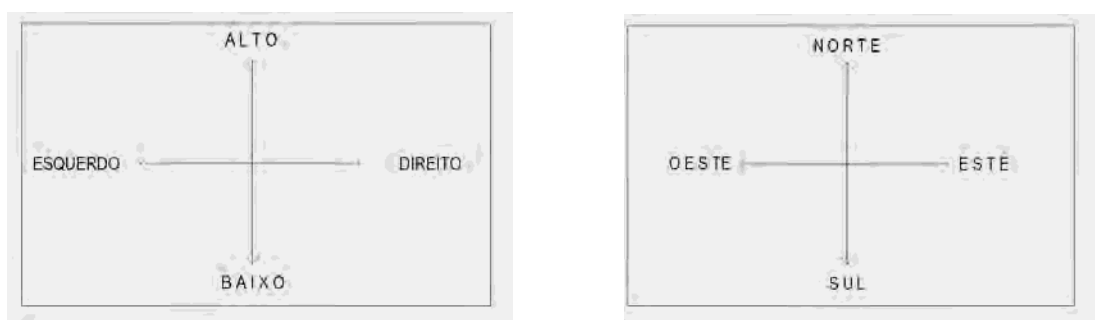 ALTO
ESQUERDO DIREITO
BAIXO
NORTE
OESTE ESTE
SUL